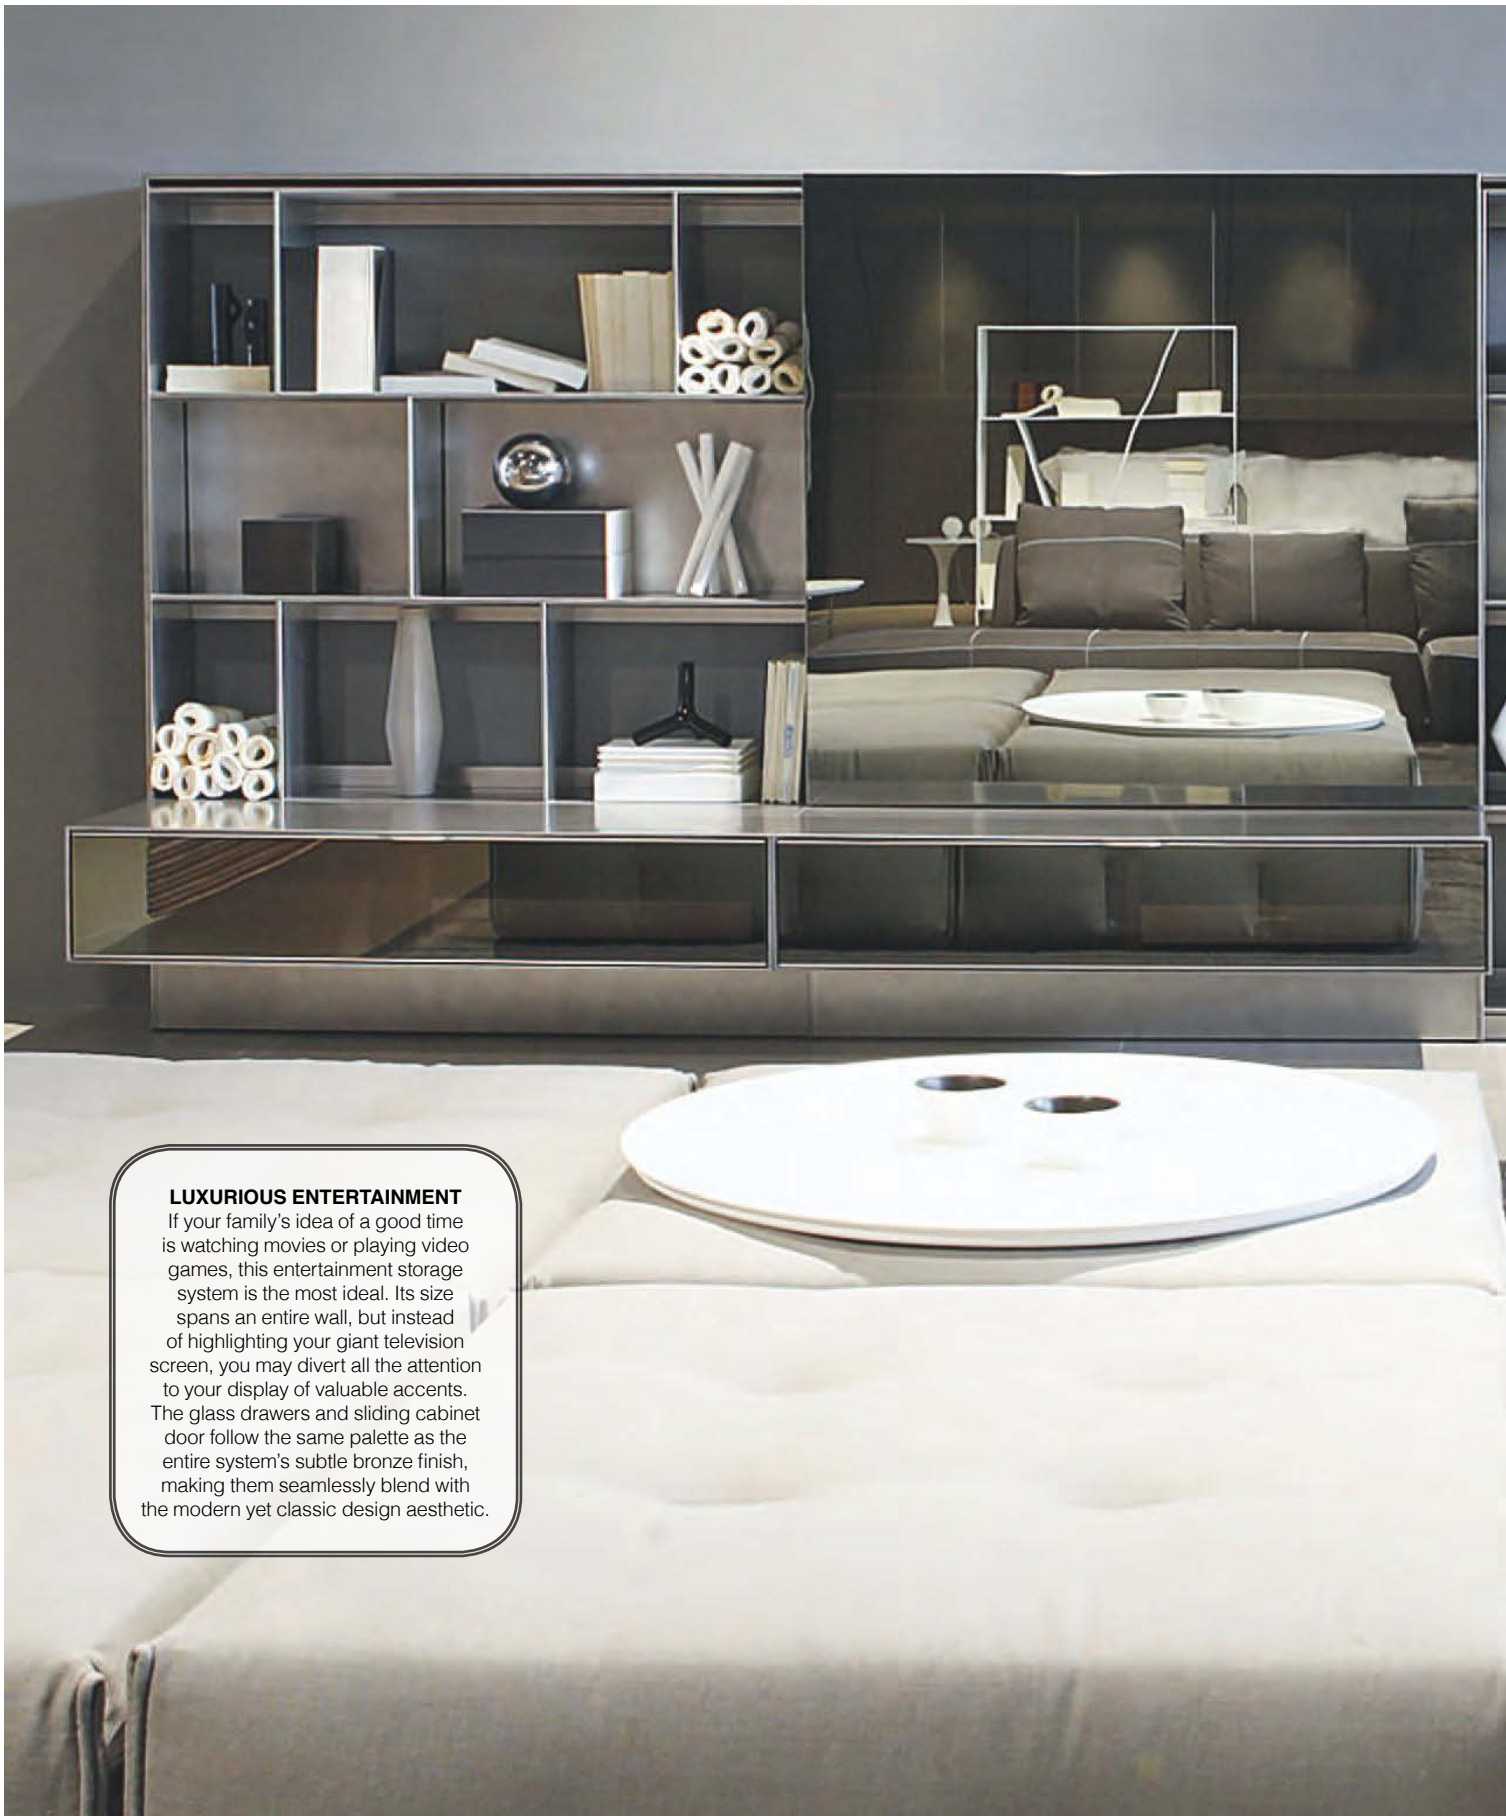 LUXURIOUS ENTERTAINMENT
If your family's idea of a good time
is watching movies or playing video
games, this entertainment storage
system is the most ideal. Its size
spans an entire wall, but instead
of highlighting your giant television
screen, you may divert all the attention
to your display of valuable accents.
The glass drawers and sliding cabinet
door follow the same palette as the
entire system's subtle bronze finish,
making them seamlessly blend with
the modern yet classic design aesthetic.